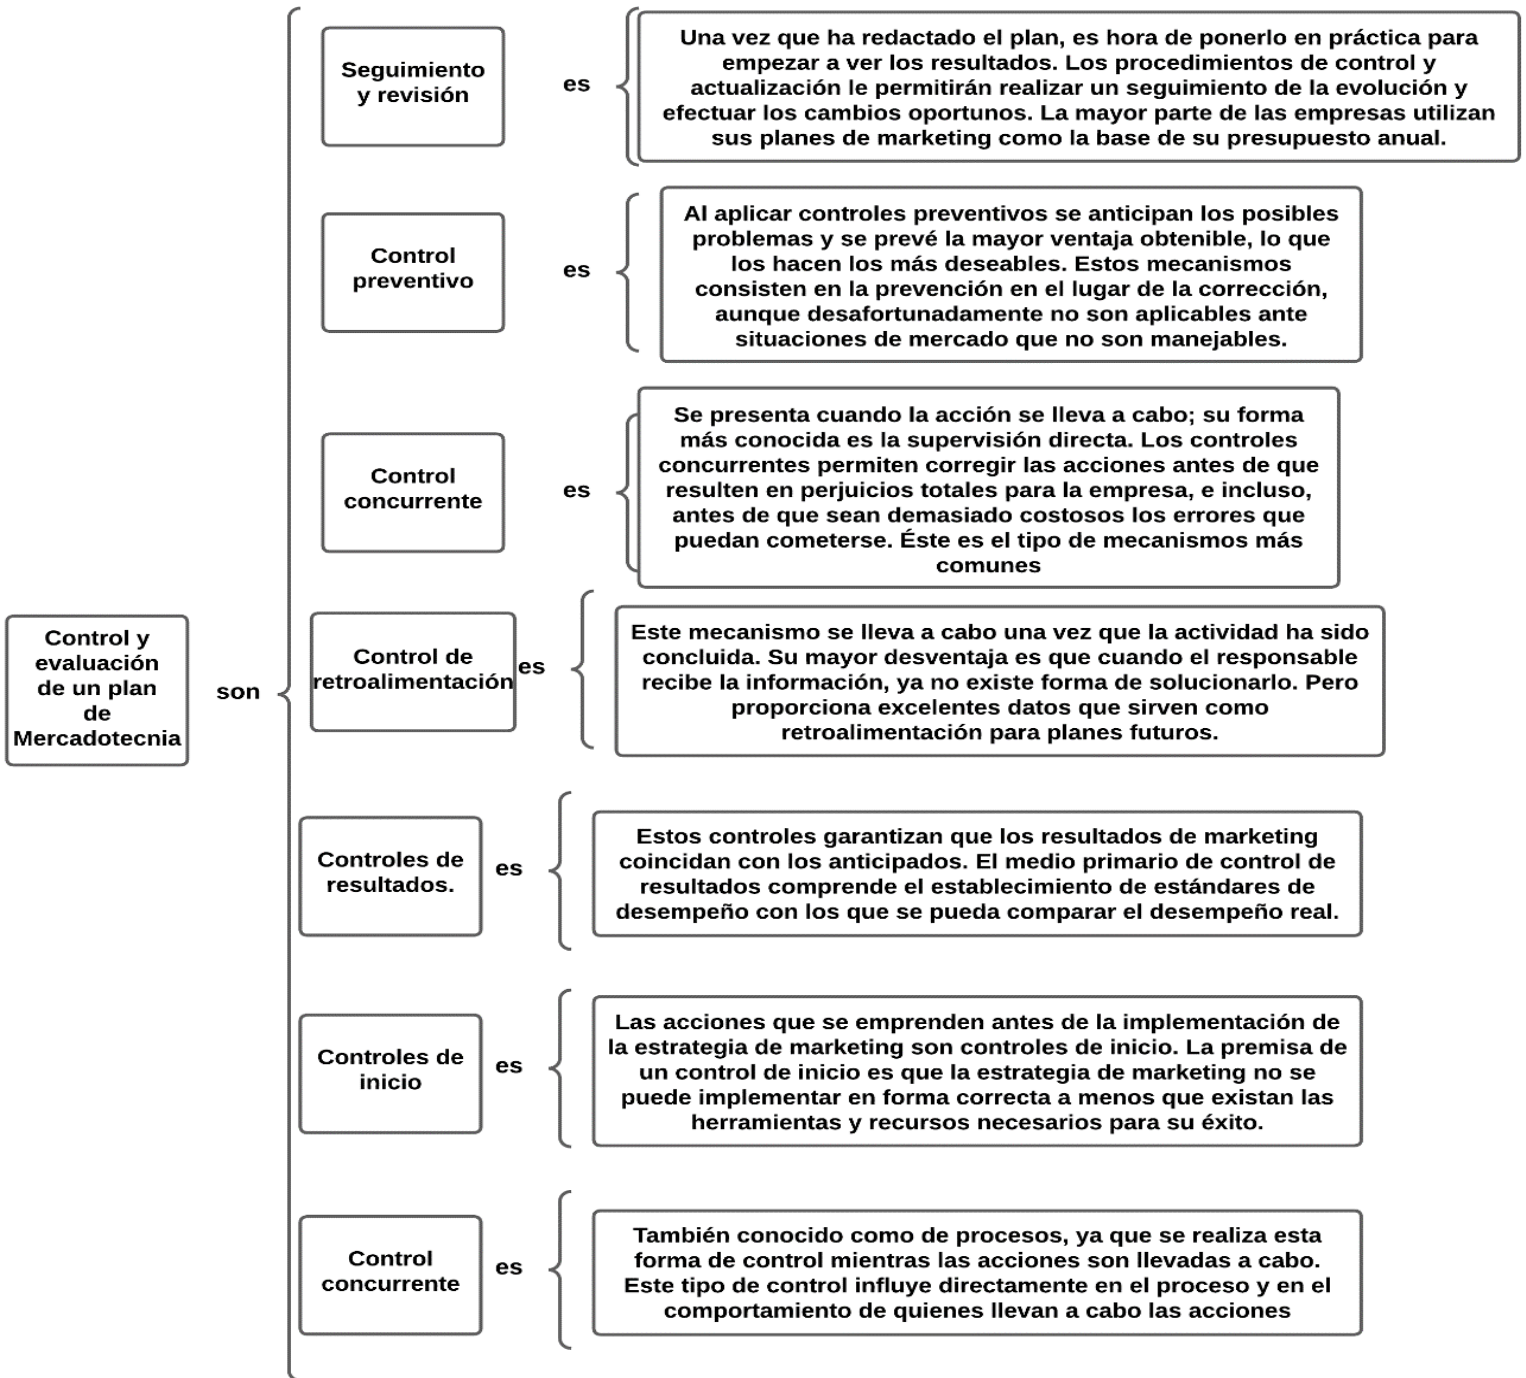 Control y
evaluación
de un plan
de
Mercadotecnia
son
Seguimiento
y revisión
es
Una vez que ha redactado el plan, es hora de ponerlo en práctica para
empezar a ver los resultados. Los procedimientos de control y
actualización le permitirán realizar un seguimiento de la evolución y
efectuar los cambios oportunos. La mayor parte de las empresas utilizan
sus planes de marketing como la base de su presupuesto anual.
Control
preventivo
es
Al aplicar controles preventivos se anticipan los posibles
problemas y se prevé la mayor ventaja obtenible, lo que
los hacen los más deseables. Estos mecanismos
consisten en la prevención en el lugar de la corrección,
aunque desafortunadamente no son aplicables ante
situaciones de mercado que no son manejables.
Control
concurrente
es
Se presenta cuando la acción se lleva a cabo; su forma
más conocida es la supervisión directa. Los controles
concurrentes permiten corregir las acciones antes de que
resulten en perjuicios totales para la empresa, e incluso,
antes de que sean demasiado costosos los errores que
puedan cometerse. Éste es el tipo de mecanismos más
comunes
Control de
retroalimentación
es
Este mecanismo se lleva a cabo una vez que la actividad ha sido
concluida. Su mayor desventaja es que cuando el responsable
recibe la información, ya no existe forma de solucionarlo. Pero
proporciona excelentes datos que sirven como
retroalimentación para planes futuros.
Controles de
resultados.
es
Estos controles garantizan que los resultados de marketing
coincidan con los anticipados. El medio primario de control de
resultados comprende el establecimiento de estándares de
desempeño con los que se pueda comparar el desempeño real.
Controles de
inicio
es
Las acciones que se emprenden antes de la implementación de
la estrategia de marketing son controles de inicio. La premisa de
un control de inicio es que la estrategia de marketing no se
puede implementar en forma correcta a menos que existan las
herramientas y recursos necesarios para su éxito.
Control
concurrente
es
También conocido como de procesos, ya que se realiza esta
forma de control mientras las acciones son llevadas a cabo.
Este tipo de control influye directamente en el proceso y en el
comportamiento de quienes llevan a cabo las acciones